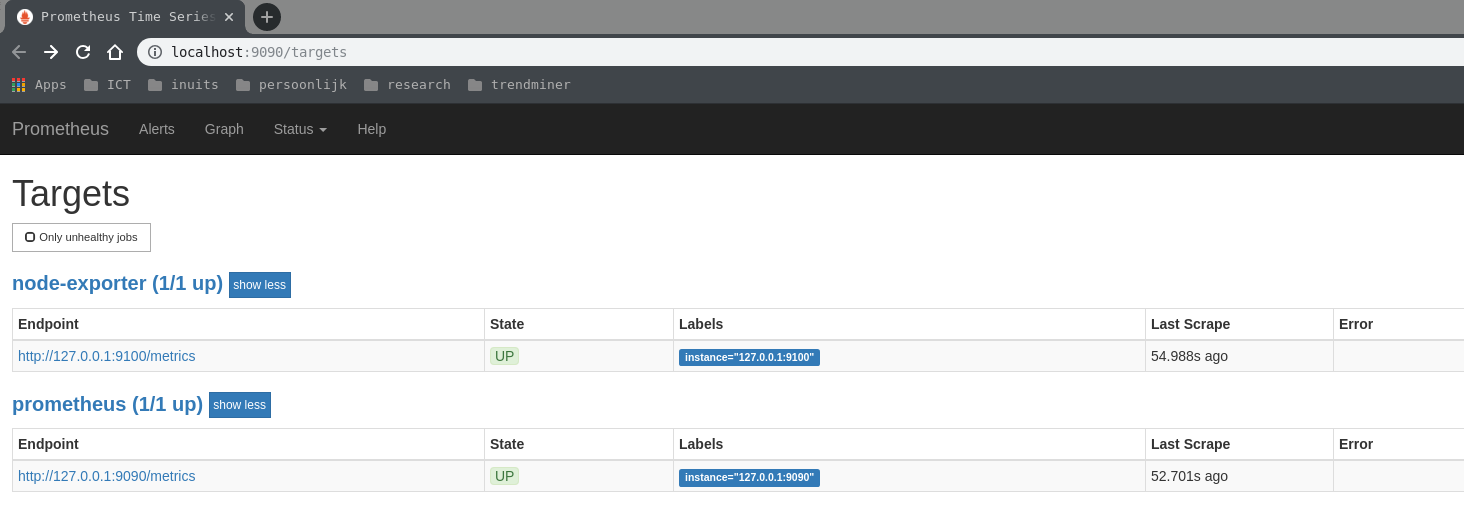 Prometheus Time Series
localhost:9090/targets
Apps ICT inuits persoonlijk research trendminer
Prometheus Alerts Graph Status Help
Targets
Only unhealthy jobs
node-exporter (1/1 up) show less
Endpoint State Labels Last Scrape Error
http://127.0.0.1:9100/metrics UP instance="127.0.0.1:9100" 54.988s ago
prometheus (1/1 up) show less
Endpoint State Labels Last Scrape Error
http://127.0.0.1:9090/metrics UP instance="127.0.0.1:9090" 52.701s ago